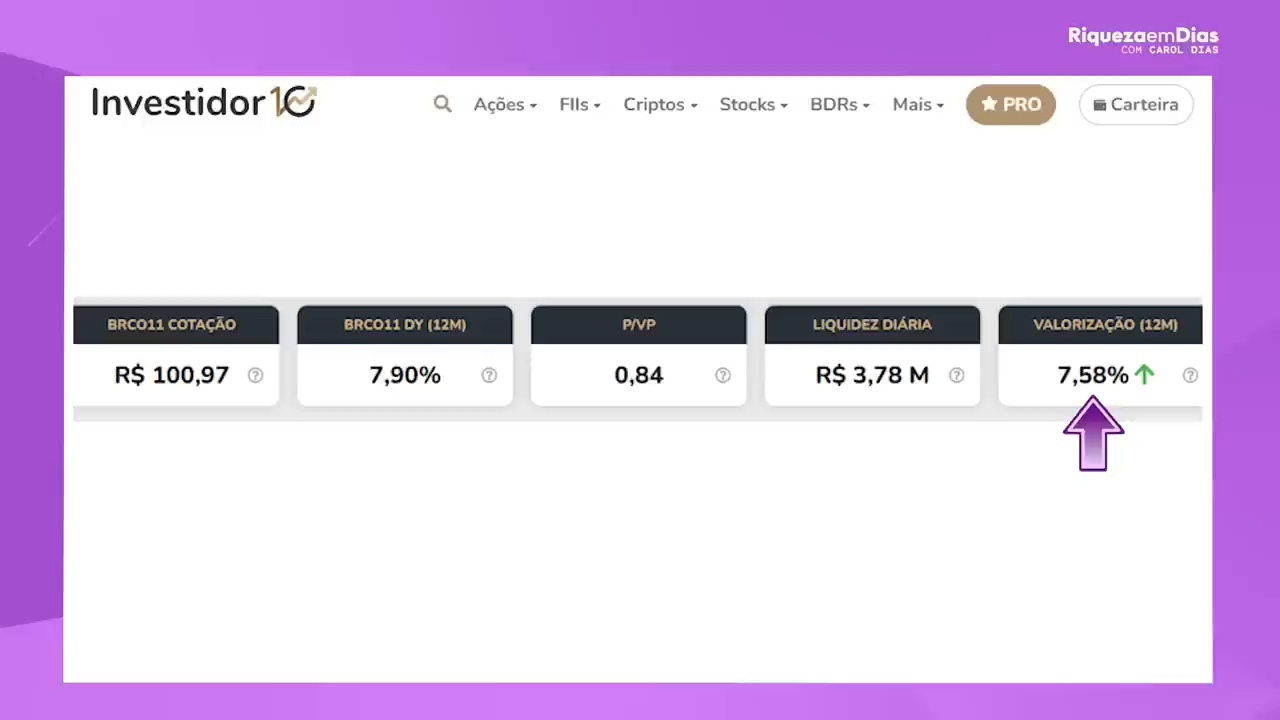 RiquezaemDias
COM CAROL DIAS
Investidor10
Ações
FIIs
Criptos
Stocks
BDRs
Mais
PRO
Carteira
BRCO11 COTAÇÃO
R$ 100,97
BRCO11 DY (12M)
7,90%
P/VP
0,84
LIQUIDEZ DIÁRIA
R$ 3,78 M
VALORIZAÇÃO (12M)
7,58%